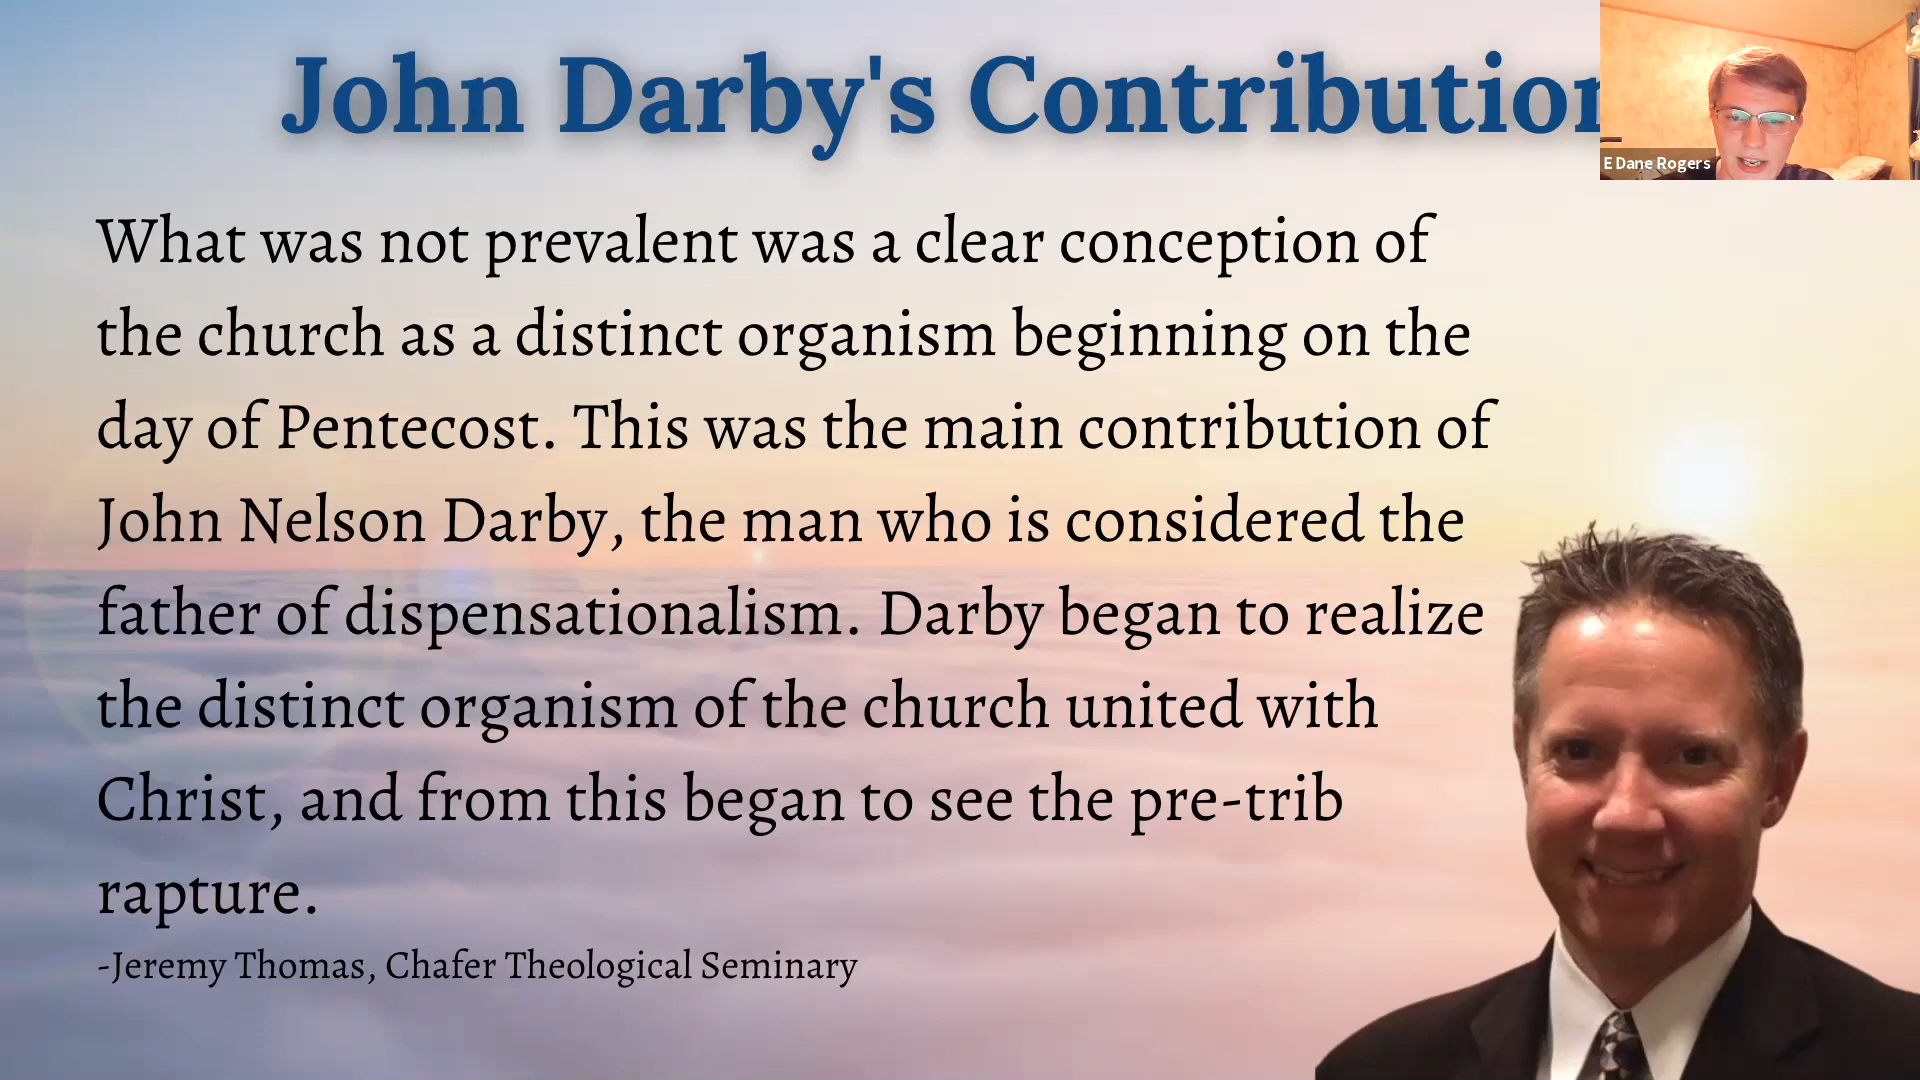 John Darby's Contribution
E Dane Rogers
What was not prevalent was a clear conception of
the church as a distinct organism beginning on the
day of Pentecost. This was the main contribution of
John Nelson Darby, the man who is considered the
father of dispensationalism. Darby began to realize
the distinct organism of the church united with
Christ, and from this began to see the pre-trib
rapture.
-Jeremy Thomas, Chafer Theological Seminary